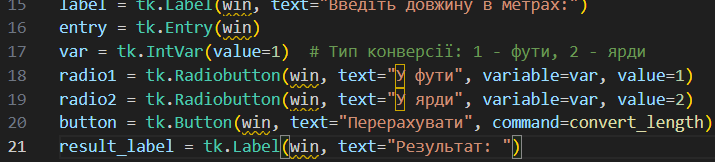 15 label = tk.Label(win, text="Введіть довжину в метрах:")
16 entry = tk.Entry(win)
17 var = tk.IntVar(value=1)  # Тип конверсії: 1 - фути, 2 - ярди
18 radio1 = tk.Radiobutton(win, text="У фути", variable=var, value=1)
19 radio2 = tk.Radiobutton(win, text="У ярди", variable=var, value=2)
20 button = tk.Button(win, text="Перерахувати", command=convert_length)
21 result_label = tk.Label(win, text="Результат: ")